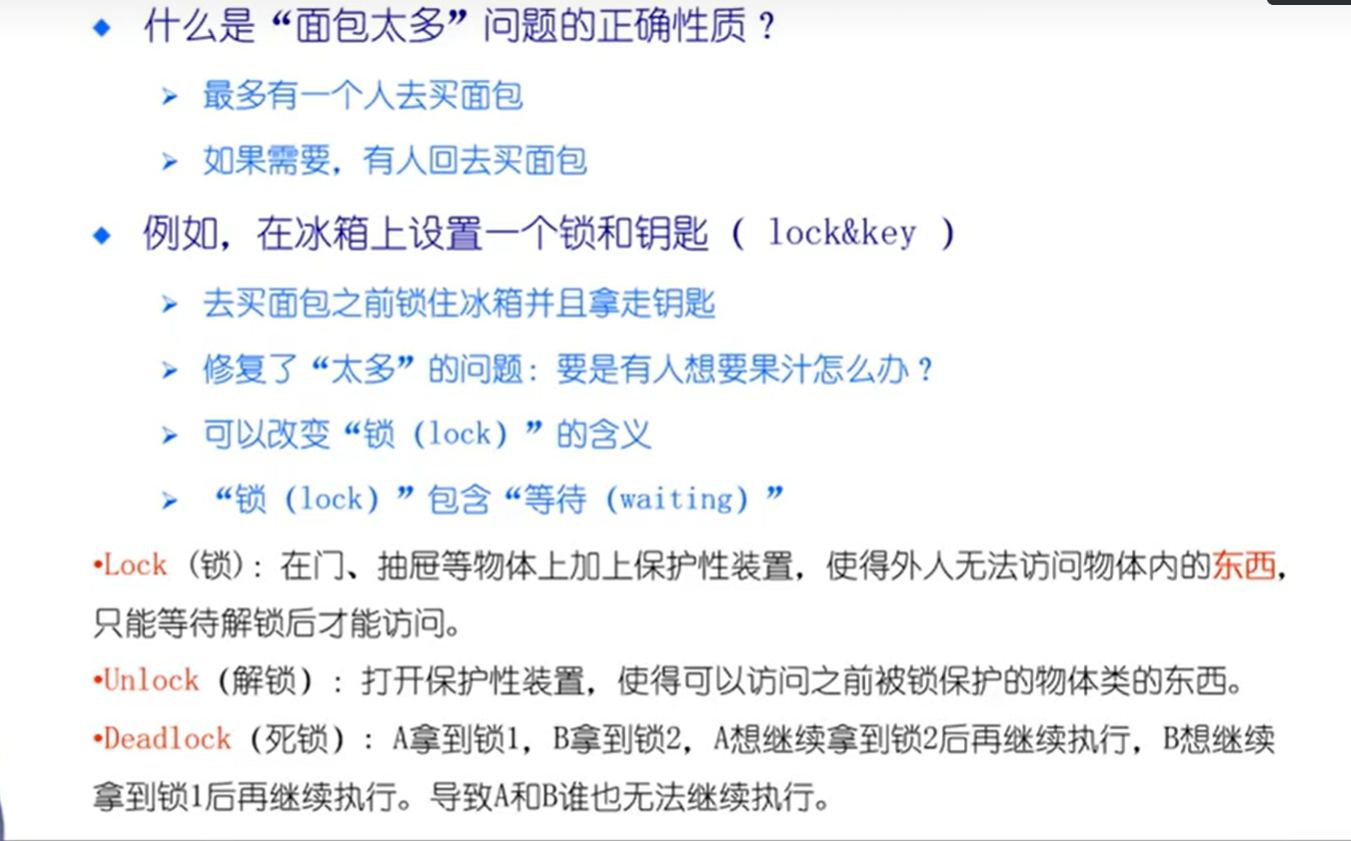 ◆ 什么是“面包太多”问题的正确性质？
➢ 最多有一个人去买面包
➢ 如果需要，有人回去买面包
◆ 例如，在冰箱上设置一个锁和钥匙（ lock&key ）
➢ 去买面包之前锁住冰箱并且拿走钥匙
➢ 修复了“太多”的问题：要是有人想要果汁怎么办？
➢ 可以改变“锁（lock）”的含义
➢ “锁（lock）”包含“等待（waiting）”
•Lock（锁）：在门、抽屉等物体上加上保护性装置，使得外人无法访问物体内的东西，
只能等待解锁后才能访问。
•Unlock（解锁）：打开保护性装置，使得可以访问之前被锁保护的物体类的东西。
•Deadlock（死锁）：A拿到锁1，B拿到锁2，A想继续拿到锁2后再继续执行，B想继续
拿到锁1后再继续执行。导致A和B谁也无法继续执行。